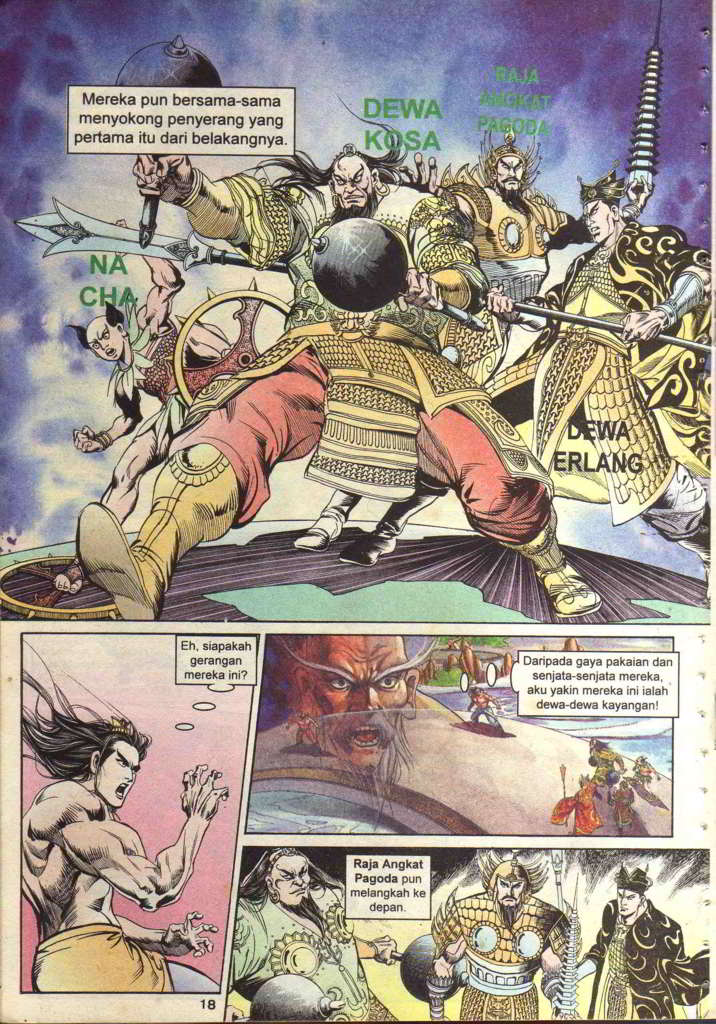 Mereka pun bersama-sama
menyokong penyerang yang
pertama itu dari belakangnya.
DEWA
KOSA
RAJA
ANGKAT
PAGODA
NA
CHA
DEWA
ERLANG
Eh, siapakah
gerangan
mereka ini?
Daripada gaya pakaian dan
senjata-senjata mereka,
aku yakin mereka ini ialah
dewa-dewa kayangan!
Raja Angkat
Pagoda pun
melangkah ke
depan.
18